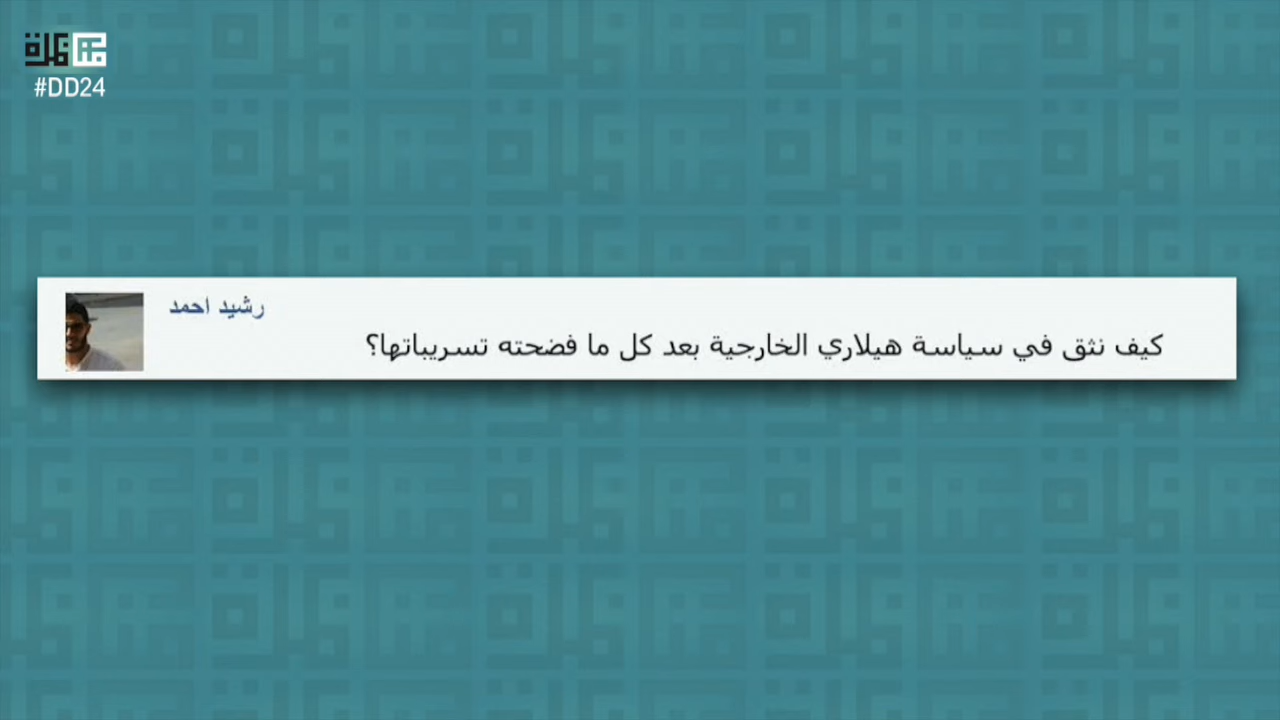 #DD24
رشيد احمد
كيف نثق في سياسة هيلاري الخارجية بعد كل ما فضحته تسريباتها؟